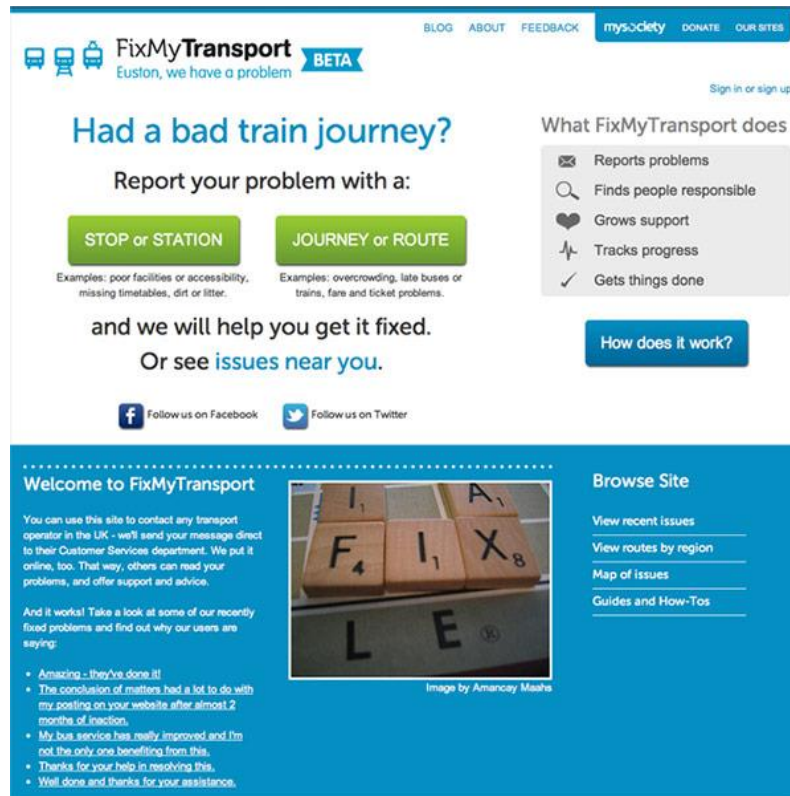 BLOG ABOUT FEEDBACK mysociety DONATE OUR SITES
FixMyTransport
Euston, we have a problem
BETA
Sign in or sign up
Had a bad train journey?
Report your problem with a:
STOP or STATION
Examples: poor facilities or accessibility,
missing timetables, dirt or litter.
JOURNEY or ROUTE
Examples: overcrowding, late buses or
trains, fare and ticket problems.
and we will help you get it fixed.
Or see issues near you.
Follow us on Facebook
Follow us on Twitter
What FixMyTransport does
Reports problems
Finds people responsible
Grows support
Tracks progress
Gets things done
How does it work?
Welcome to FixMyTransport
You can use this site to contact any transport
operator in the UK - we'll send your message direct
to their Customer Services department. We put it
online, too. That way, others can read your
problems, and offer support and advice.
And it works! Take a look at some of our recently
fixed problems and find out why our users are
saying:
Amazing - they've done it!
The conclusion of matters had a lot to do with
my posting on your website after almost 2
months of inaction.
My bus service has really improved and I'm
not the only one benefiting from this.
Thanks for your help in resolving this.
Well done and thanks for your assistance.
I1 A1
F4 I1 X8
L E ®
Image by Amancay Maahs
Browse Site
View recent issues
View routes by region
Map of issues
Guides and How-Tos